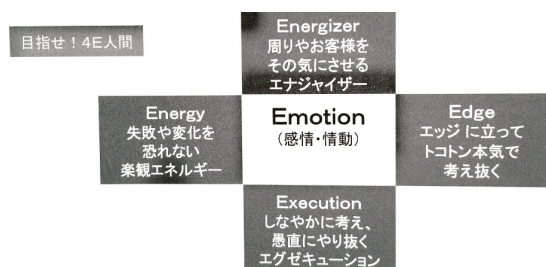 目指せ！4E人間
Energizer
周りやお客様を
その気にさせる
エナジャイザー
Energy
失敗や変化を
恐れない
楽観エネルギー
Emotion
（感情・情動）
Edge
エッジ に立って
トコトン本気で
考え抜く
Execution
しなやかに考え、
愚直にやり抜く
エグゼキューション